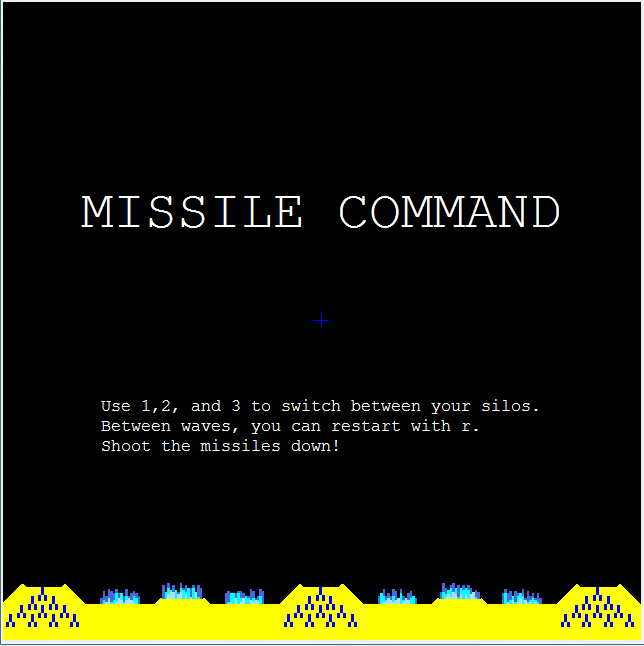 MISSILE COMMAND
Use 1,2, and 3 to switch between your silos.
Between waves, you can restart with r.
Shoot the missiles down!